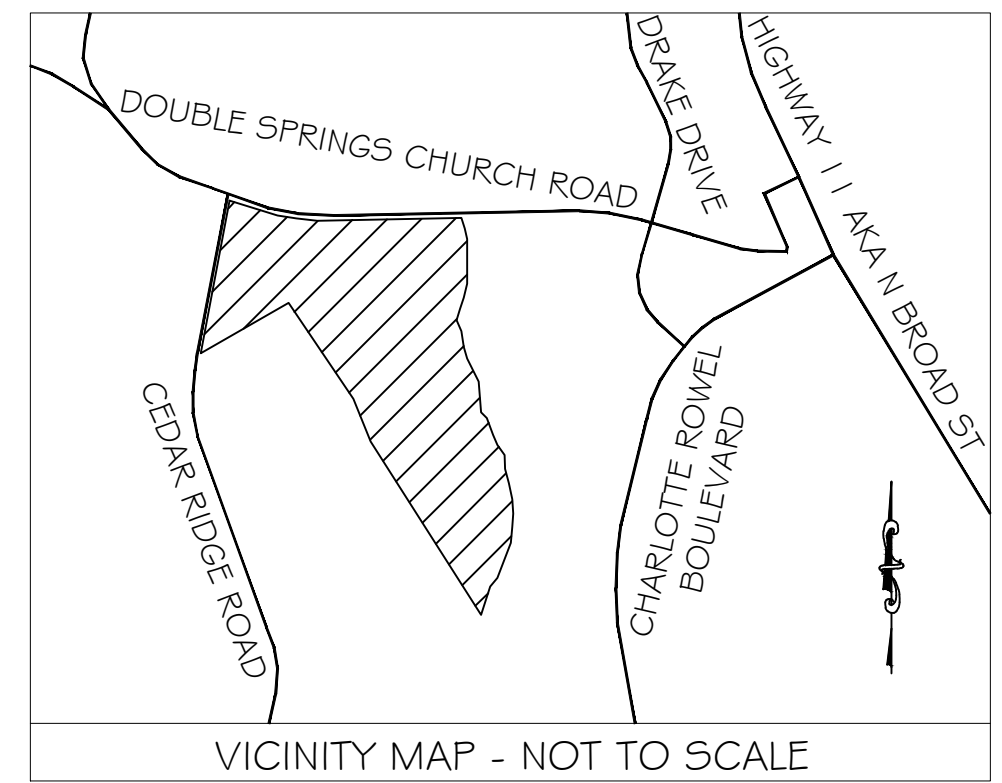 DOUBLE SPRINGS CHURCH ROAD
DRAKE DRIVE
HIGHWAY 11 AKA N BROAD ST
CEDAR RIDGE ROAD
CHARLOTTE ROWEL
BOULEVARD
VICINITY MAP - NOT TO SCALE